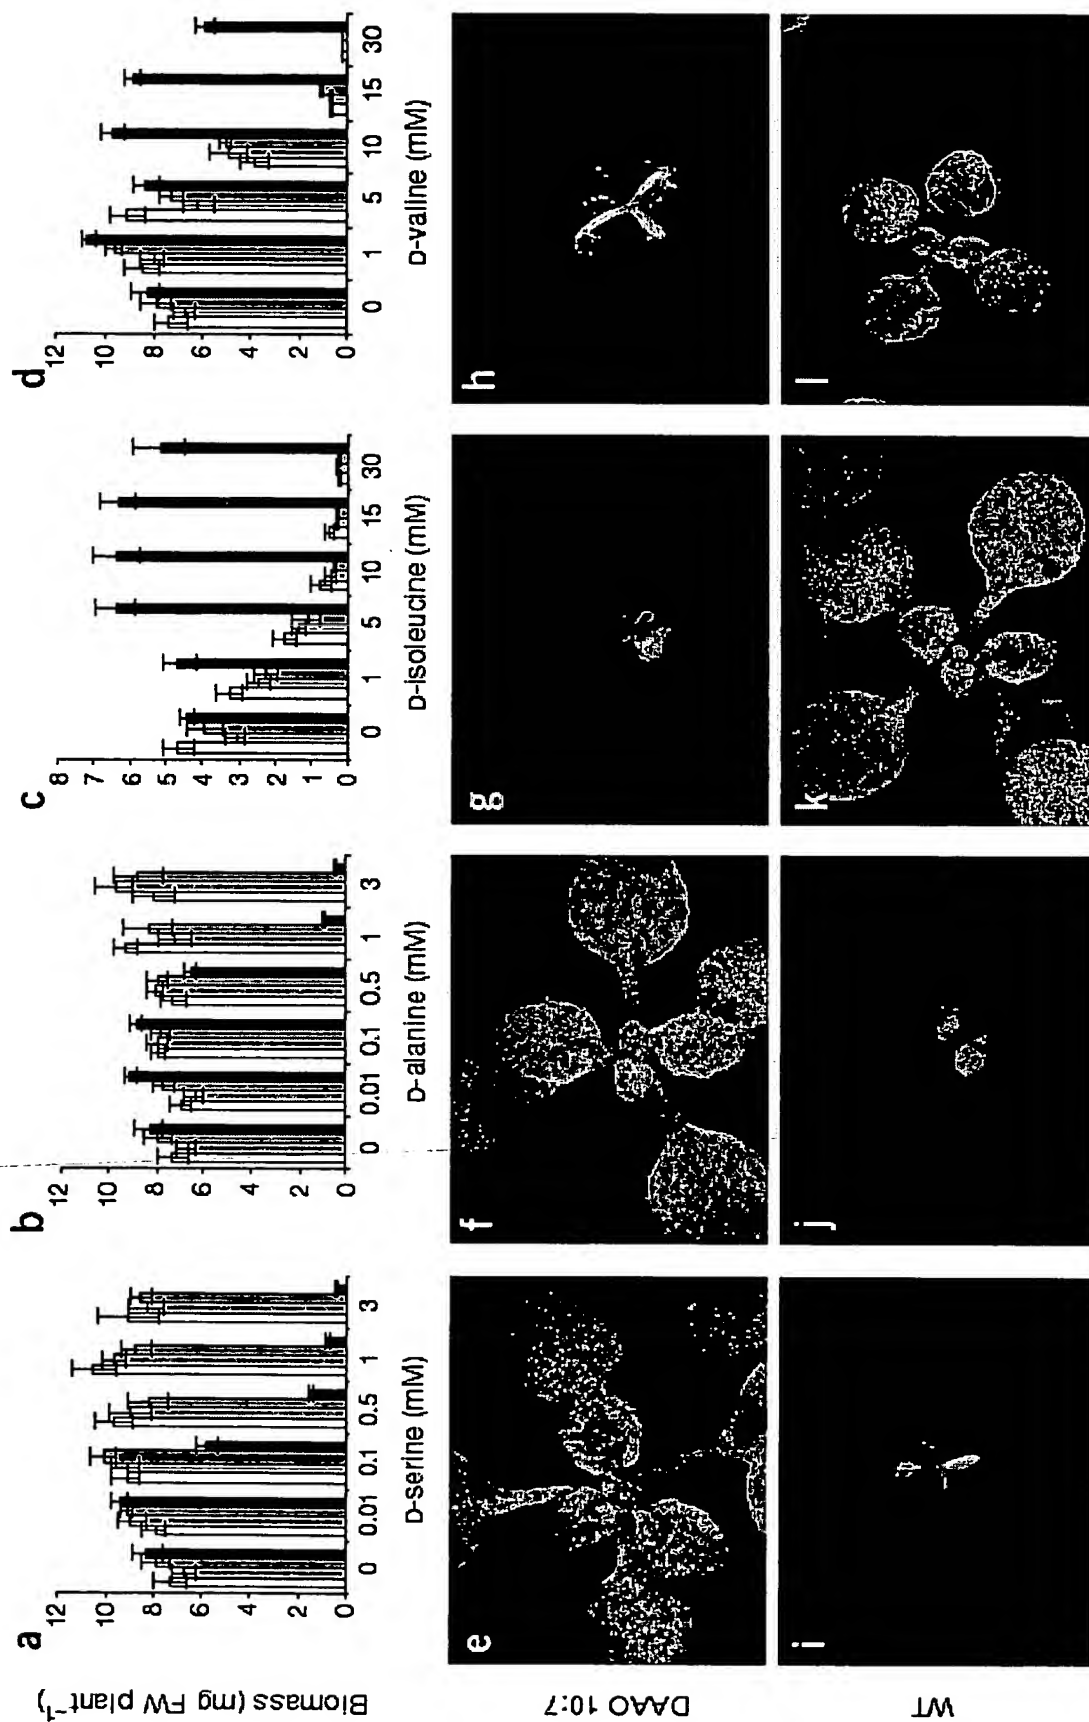 a
12
10
8
6
4
2
0
0 0.01 0.1 0.5 1 3
D-serine (mM)
b
12
10
8
6
4
2
0
0 0.01 0.1 0.5 1 3
D-alanine (mM)
c
8
7
6
5
4
3
2
1
0
0 1 5 10 15 30
D-isoleucine (mM)
d
12
10
8
6
4
2
0
0 1 5 10 15 30
D-valine (mM)
Biomass (mg FW plant⁻¹)
e
f
g
h
DAAO 10:7
i
j
k
l
WT